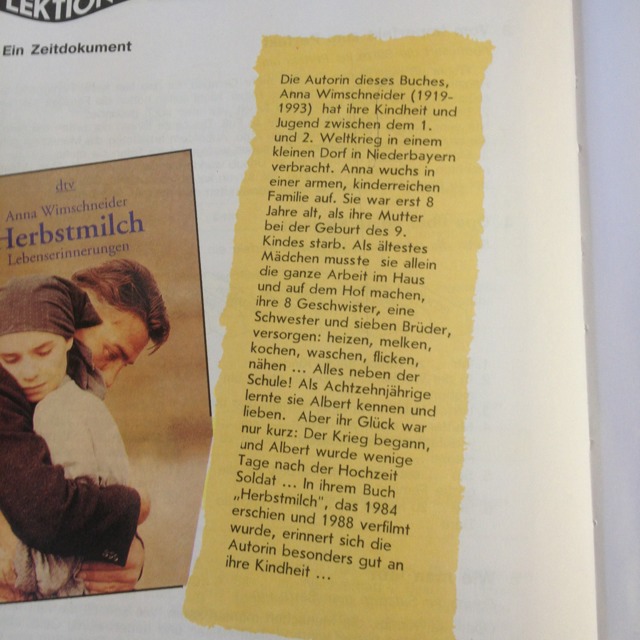 LEKTION
Ein Zeitdokument
dtv
Anna Wimschneider
Herbstmilch
Lebenserinnerungen
Die Autorin dieses Buches,
Anna Wimschneider (1919-
1993) hat ihre Kindheit und
Jugend zwischen dem 1.
und 2. Weltkrieg in einem
kleinen Dorf in Niederbayern
verbracht. Anna wuchs in
einer armen, kinderreichen
Familie auf. Sie war erst 8
Jahre alt, als ihre Mutter
bei der Geburt des 9.
Kindes starb. Als ältestes
Mädchen musste sie allein
die ganze Arbeit im Haus
und auf dem Hof machen,
ihre 8 Geschwister, eine
Schwester und sieben Brüder,
versorgen: heizen, melken,
kochen, waschen, flicken,
nähen ... Alles neben der
Schule! Als Achtzehnjährige
lernte sie Albert kennen und
lieben. Aber ihr Glück war
nur kurz: Der Krieg begann,
und Albert wurde wenige
Tage nach der Hochzeit
Soldat ... In ihrem Buch
„Herbstmilch", das 1984
erschien und 1988 verfilmt
wurde, erinnert sich die
Autorin besonders gut an
ihre Kindheit ...